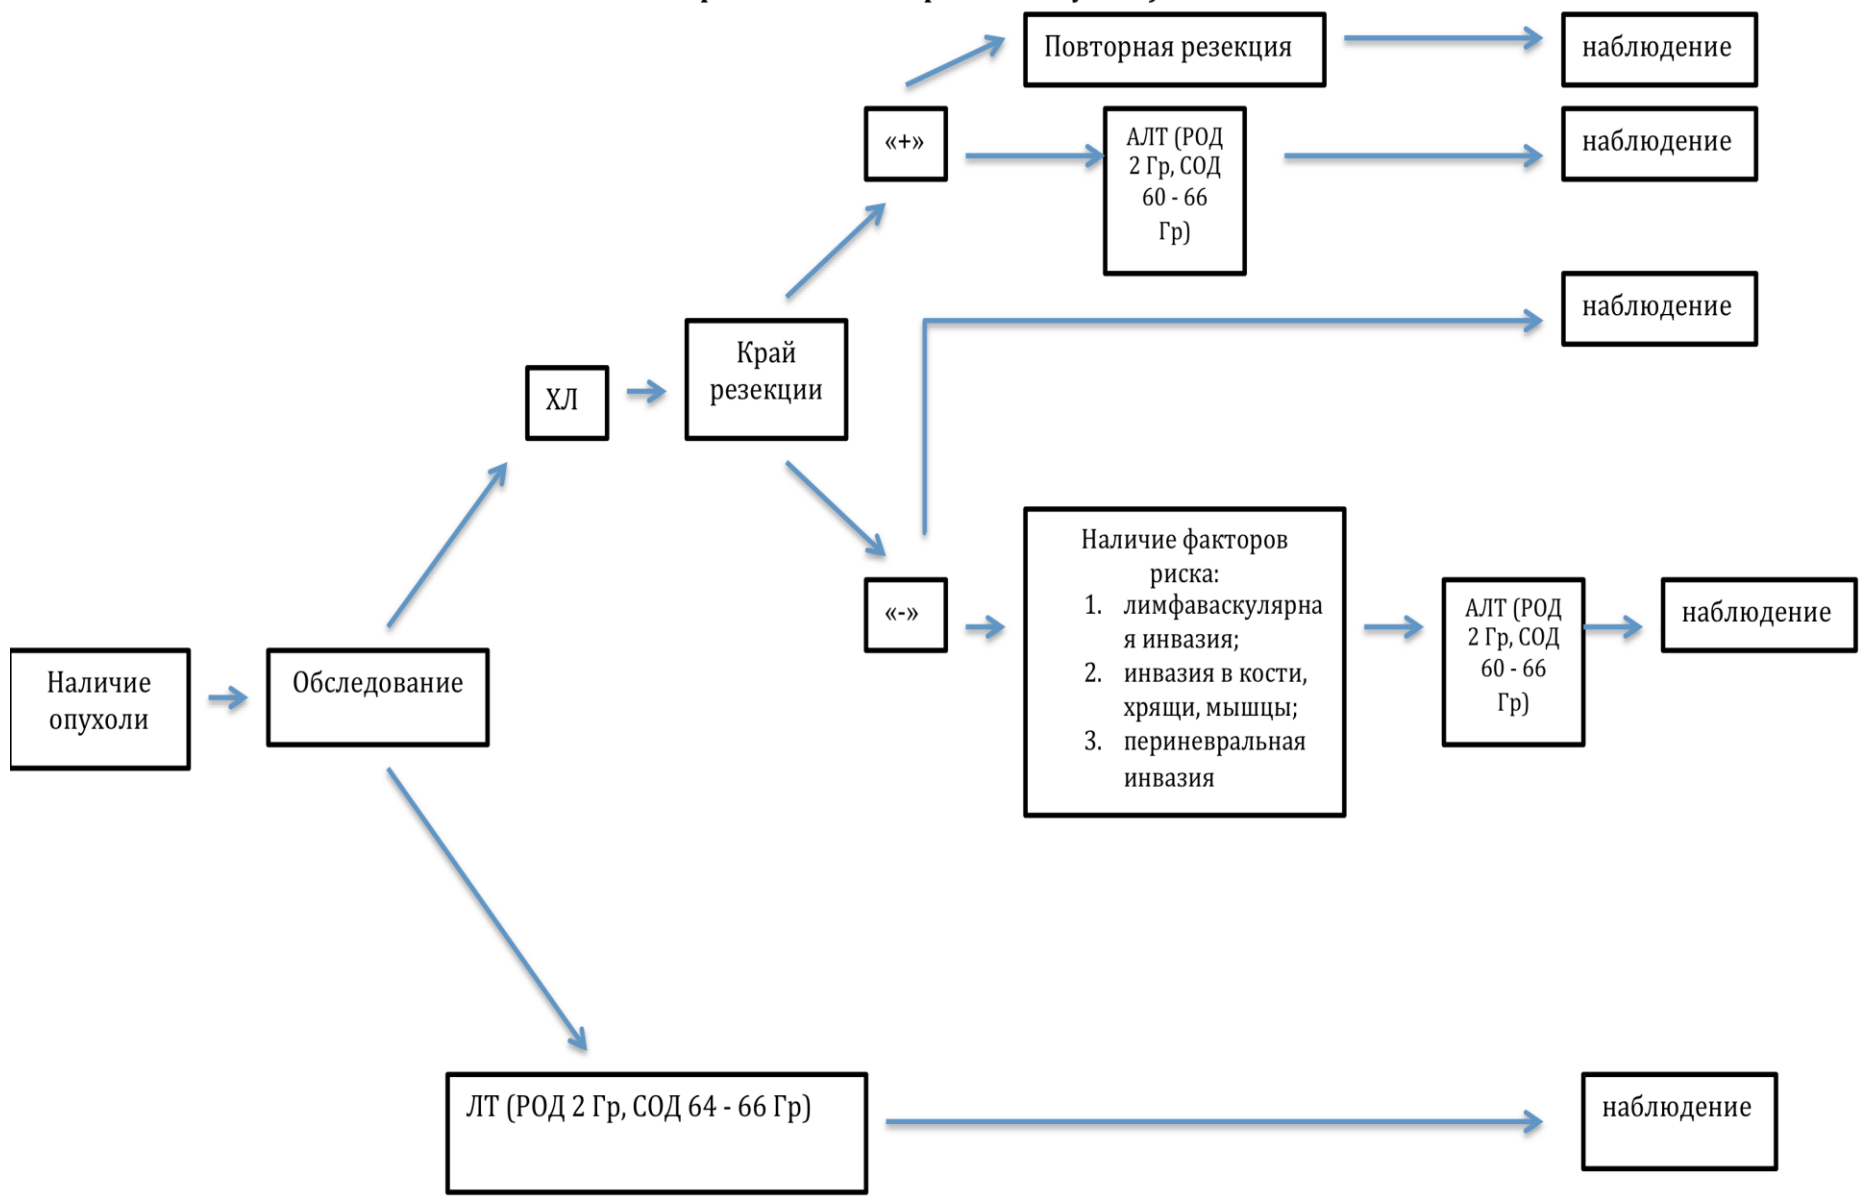 Повторная резекция
наблюдение
«+»
АЛТ (РОД
2 Гр, СОД
60 - 66
Гр)
наблюдение
наблюдение
Край
резекции
ХЛ
«-»
Наличие факторов
риска:
1. лимфаваскулярна
я инвазия;
2. инвазия в кости,
хрящи, мышцы;
3. периневральная
инвазия
АЛТ (РОД
2 Гр, СОД
60 - 66
Гр)
наблюдение
Наличие
опухоли
Обследование
ЛТ (РОД 2 Гр, СОД 64 - 66 Гр)
наблюдение